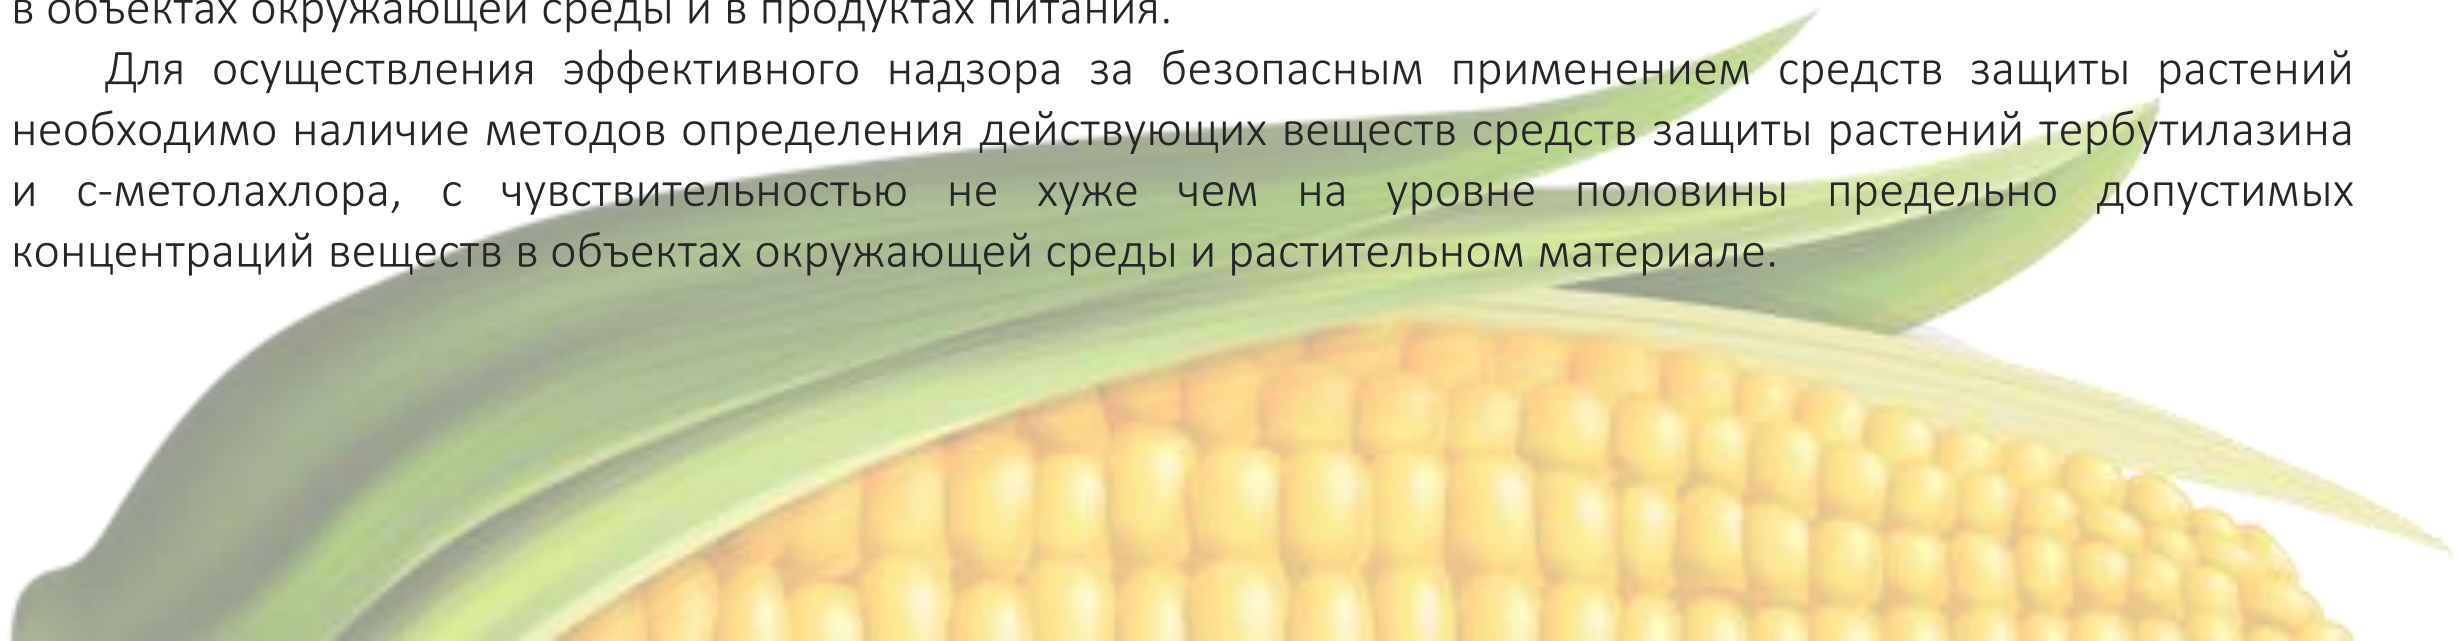 в объектах окружающей среды и в продуктах питания.
Для осуществления эффективного надзора за безопасным применением средств защиты растений
необходимо наличие методов определения действующих веществ средств защиты растений тербутилазина
и с-метолахлора, с чувствительностью не хуже чем на уровне половины предельно допустимых
концентраций веществ в объектах окружающей среды и растительном материале.